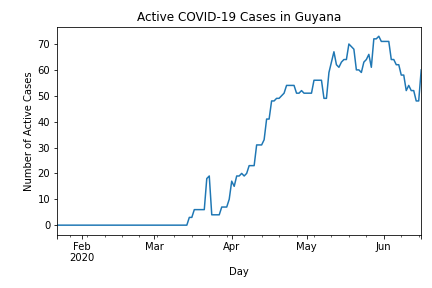 Active COVID-19 Cases in Guyana
Number of Active Cases
70
60
50
40
30
20
10
0
Feb Mar Apr May Jun
2020
Day